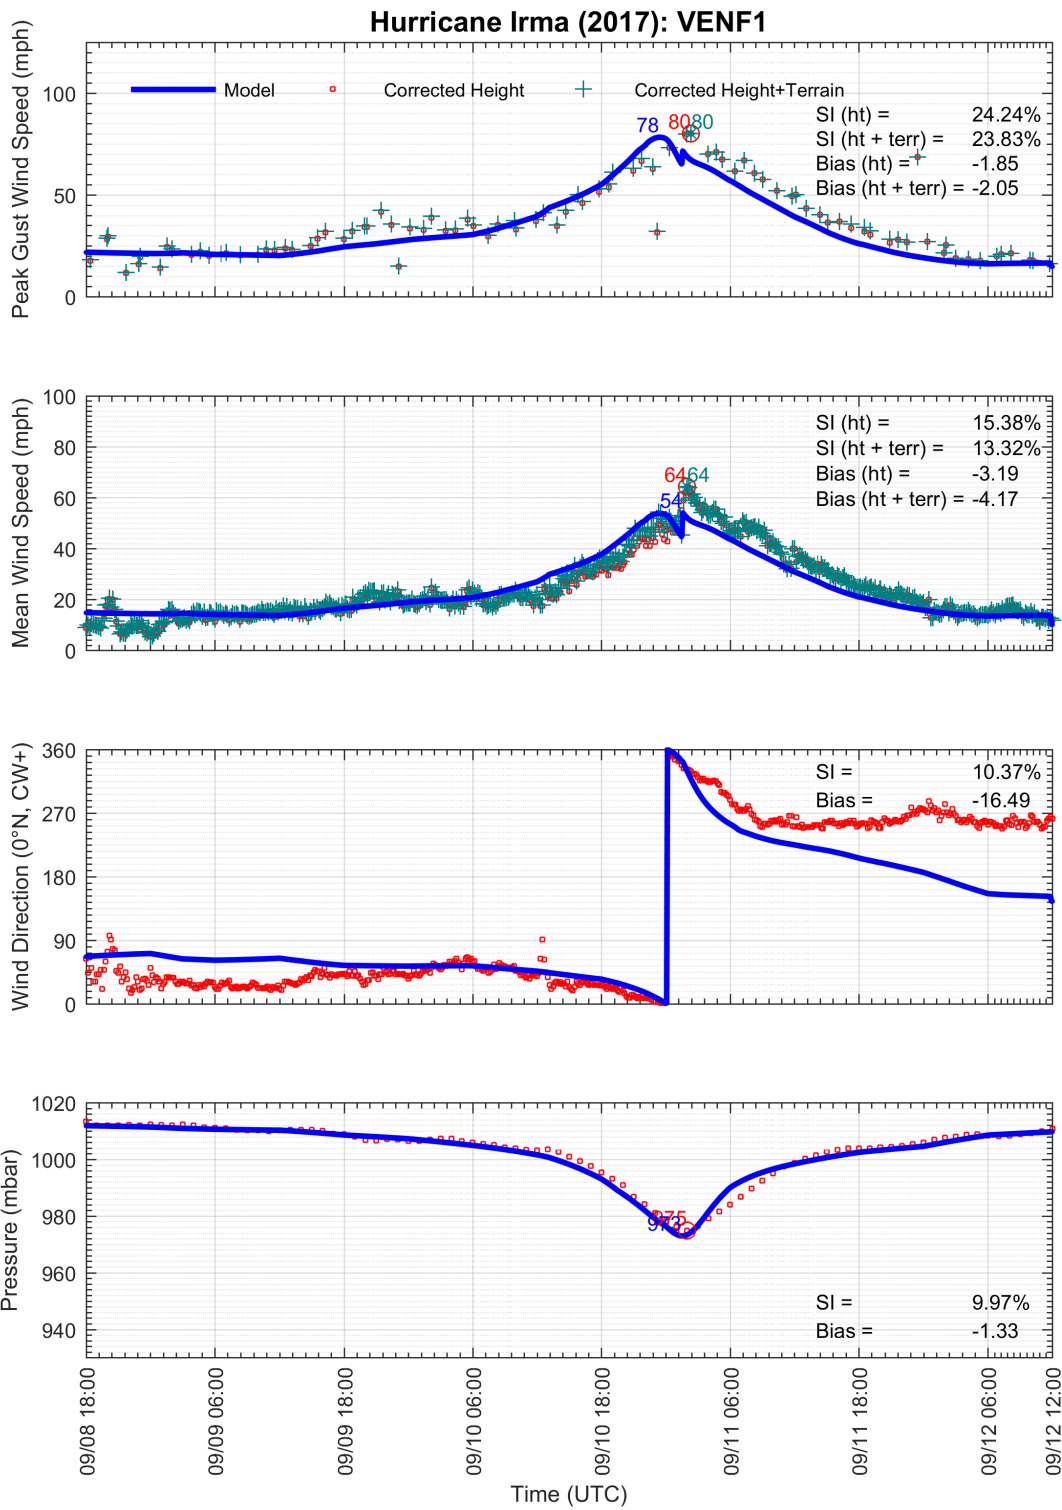 Hurricane Irma (2017): VENF1
Peak Gust Wind Speed (mph)
100
50
0
Model
Corrected Height
Corrected Height+Terrain
78
80
80
SI (ht) = 24.24%
SI (ht + terr) = 23.83%
Bias (ht) = -1.85
Bias (ht + terr) = -2.05
Mean Wind Speed (mph)
100
80
60
40
20
0
64
64
54
SI (ht) = 15.38%
SI (ht + terr) = 13.32%
Bias (ht) = -3.19
Bias (ht + terr) = -4.17
Wind Direction (0°N, CW+)
360
270
180
90
0
SI = 10.37%
Bias = -16.49
Pressure (mbar)
1020
1000
980
960
940
975
973
SI = 9.97%
Bias = -1.33
09/08 18:00
09/09 06:00
09/09 18:00
09/10 06:00
09/10 18:00
09/11 06:00
09/11 18:00
09/12 06:00
09/12 12:00
Time (UTC)